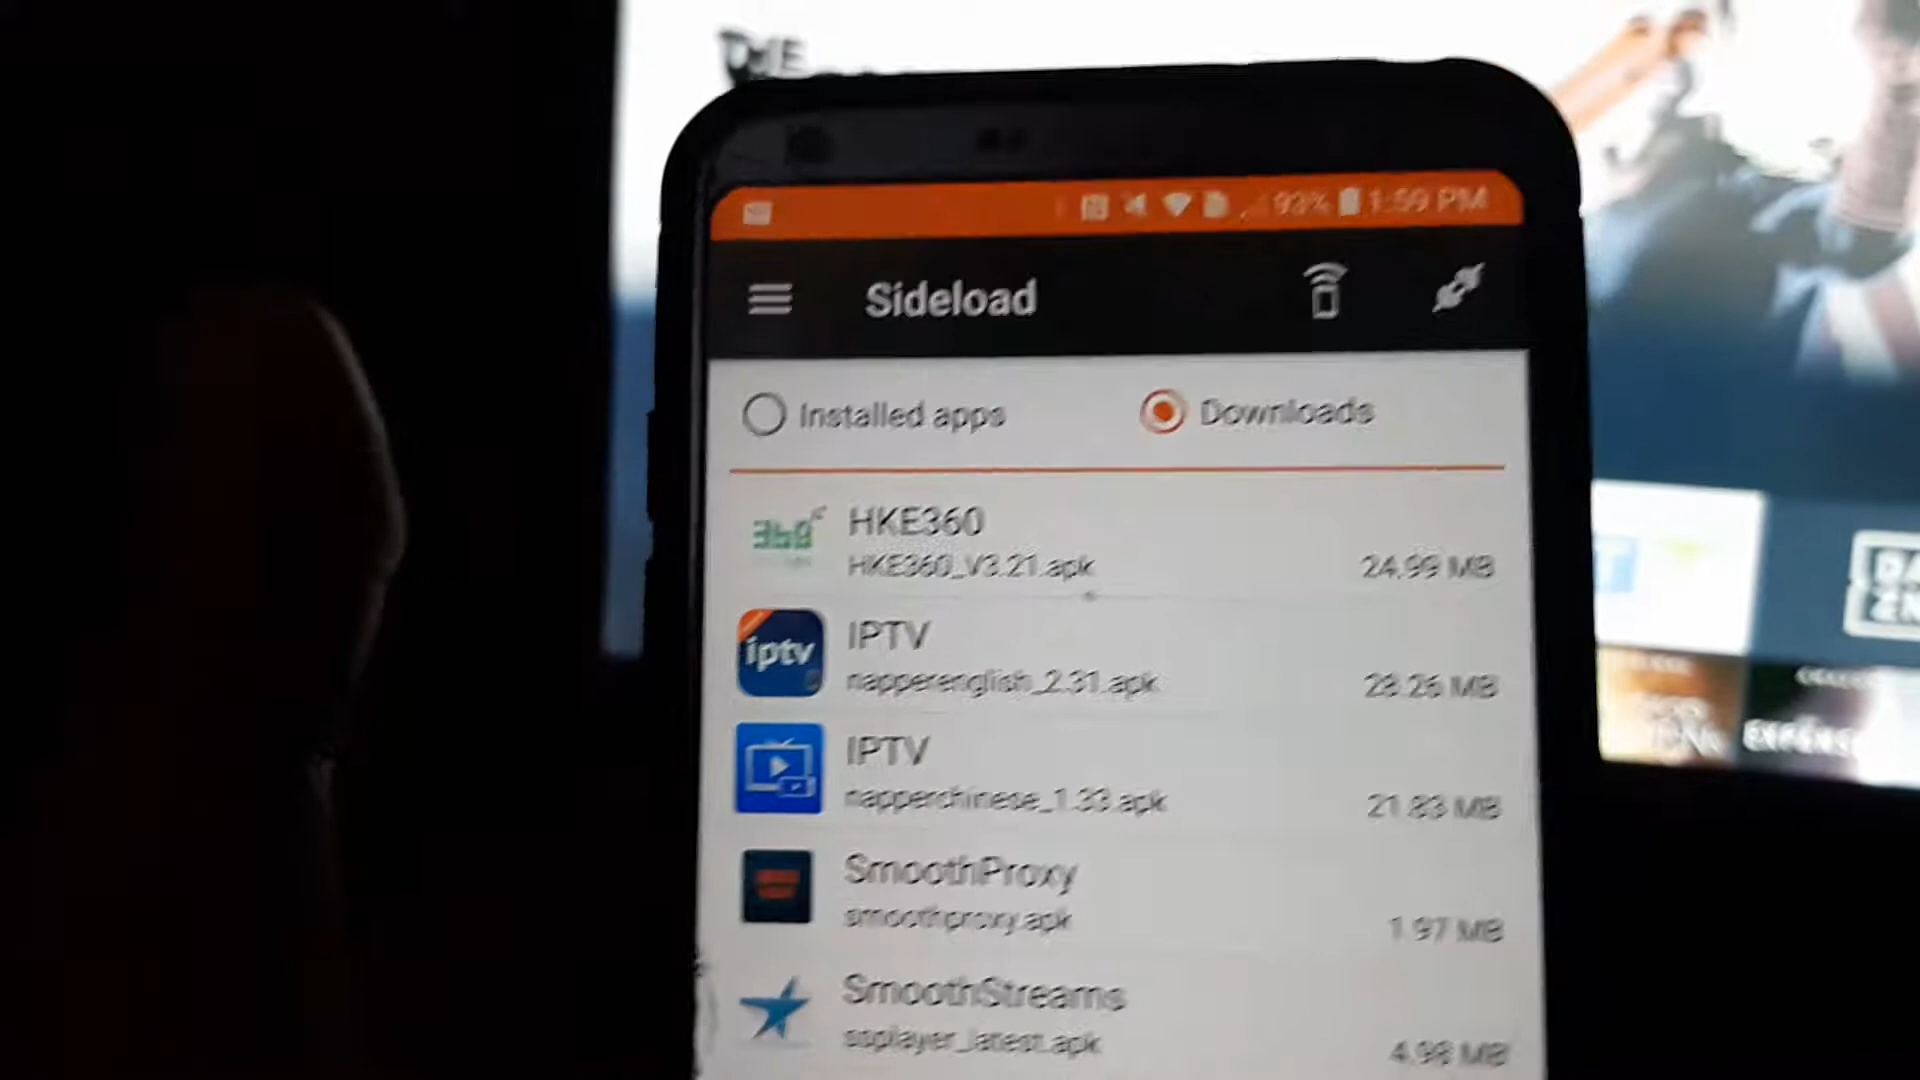 THE
93% 1:59 PM
Sideload
Installed apps
Downloads
360
HKE360
HKE360_V3.21.apk
24.99 MB
iptv
IPTV
napperenglish_2.31.apk
28.26 MB
IPTV
napperchinese_1.33.apk
21.83 MB
SmoothProxy
smoothproxy.apk
1.97 MB
SmoothStreams
ssplayer_latest.apk
4.98 MB